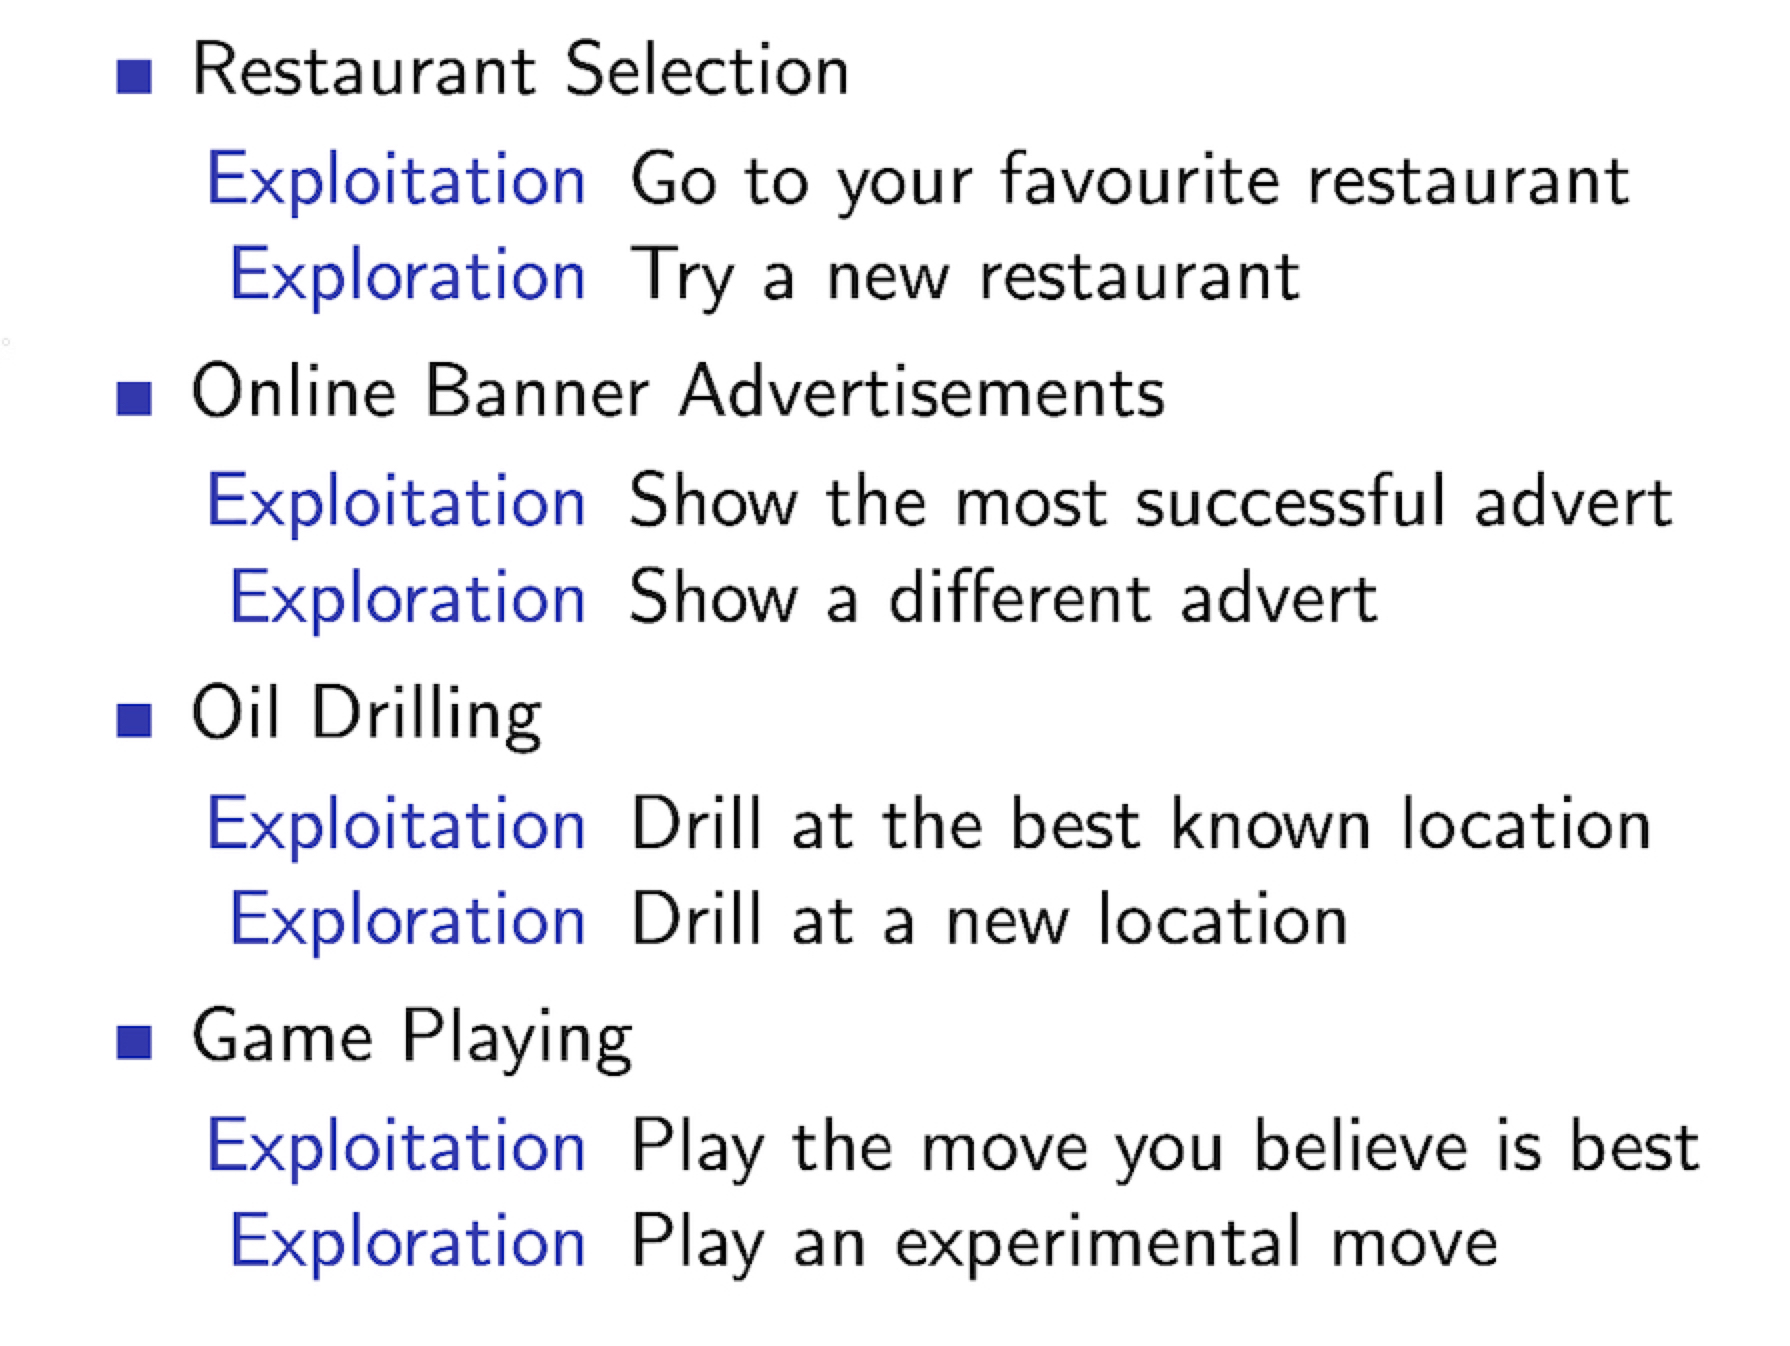 Restaurant Selection
Exploitation Go to your favourite restaurant
Exploration Try a new restaurant
Online Banner Advertisements
Exploitation Show the most successful advert
Exploration Show a different advert
Oil Drilling
Exploitation Drill at the best known location
Exploration Drill at a new location
Game Playing
Exploitation Play the move you believe is best
Exploration Play an experimental move